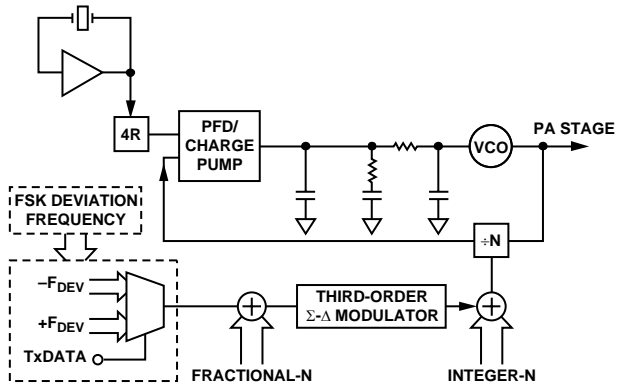 4R
PFD/
CHARGE
PUMP
VCO
PA STAGE
FSK DEVIATION
FREQUENCY
÷N
–FDEV
+FDEV
TxDATA
THIRD-ORDER
Σ-Δ MODULATOR
FRACTIONAL-N
INTEGER-N